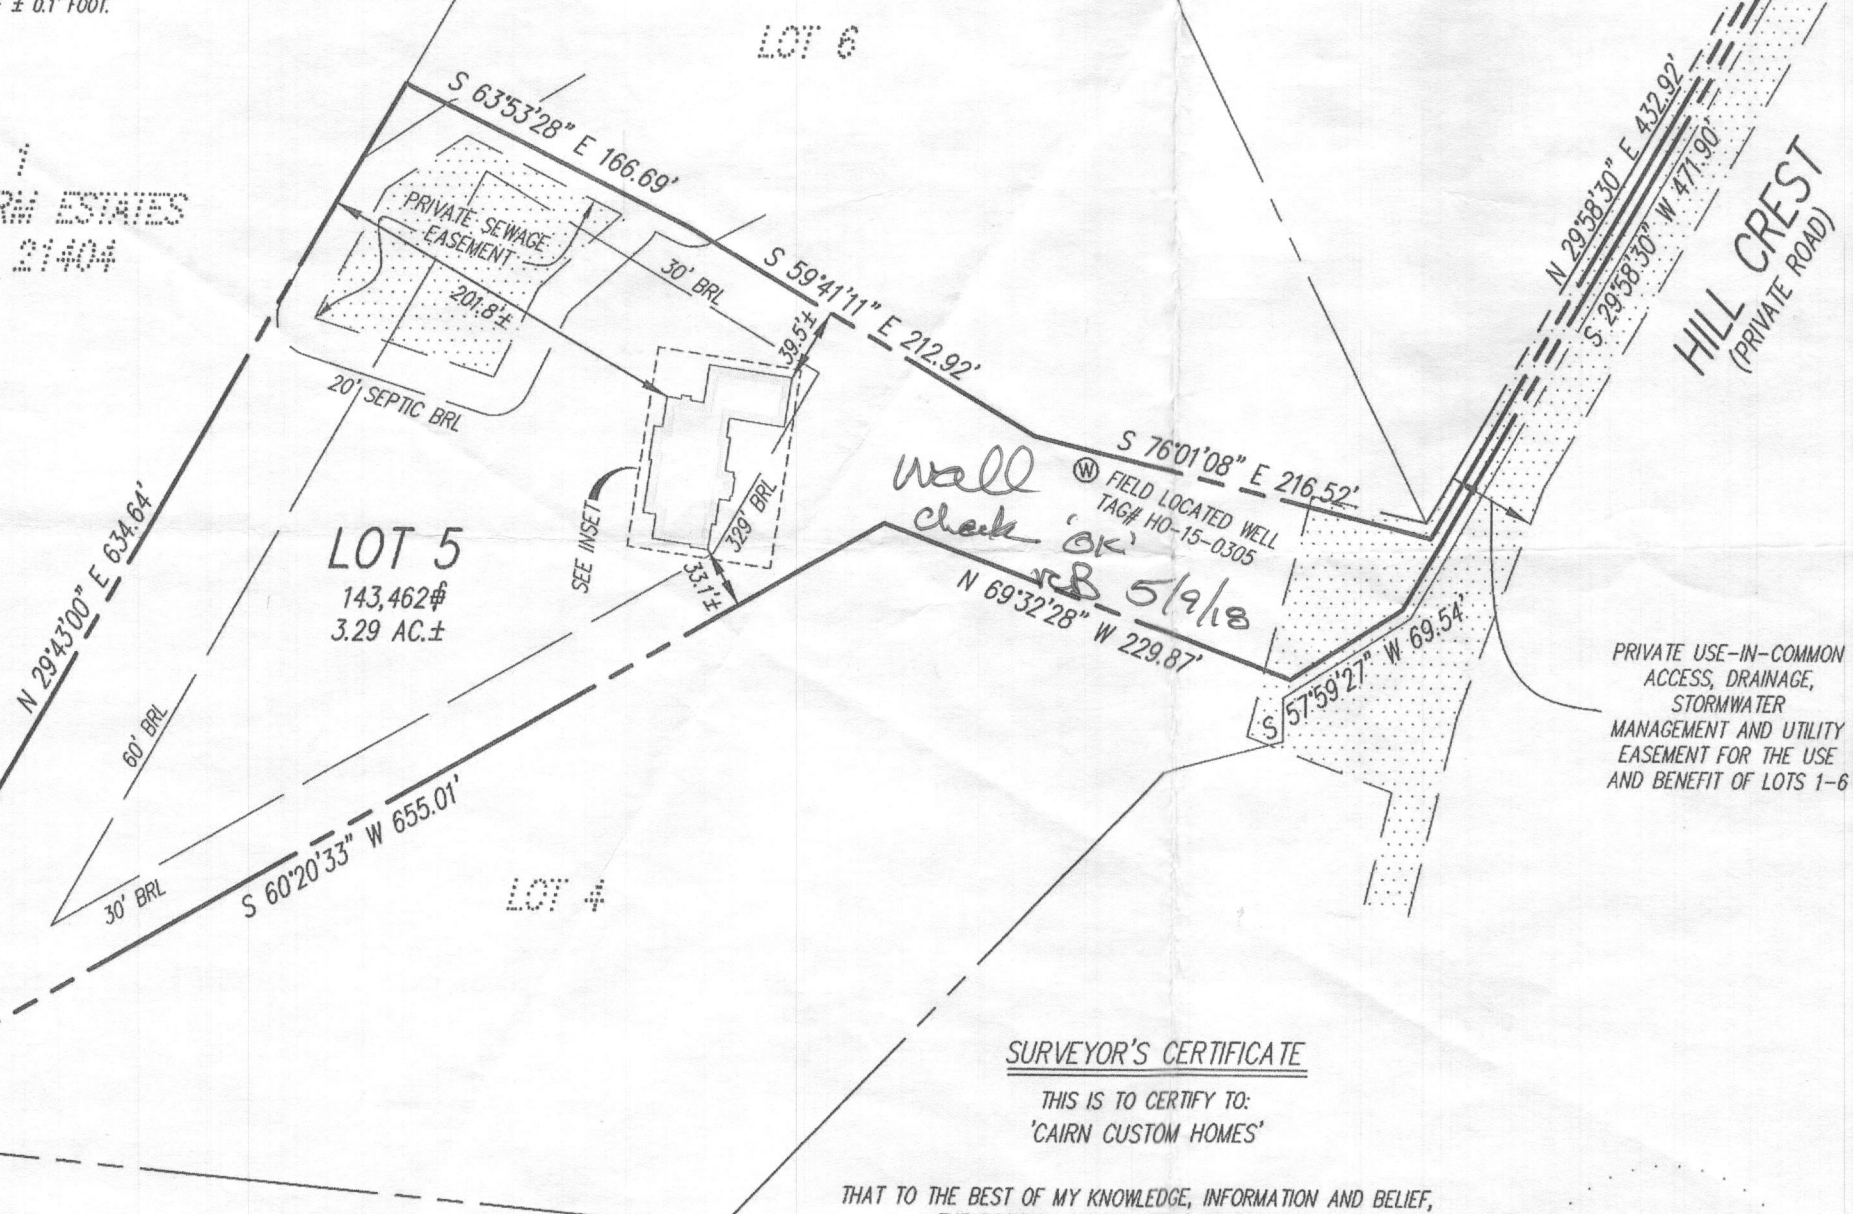 ± 0.1' FOOT.
LOT 6
S 63°53'28" E 166.69'
1
RM ESTATES
21404
PRIVATE SEWAGE
EASEMENT
201.8'±
30' BRL
S 59°41'11" E 212.92'
39.5'±
20' SEPTIC BRL
N 29°58'30" E 432.92'
S 29°58'30" W 471.90'
HILL CREST
(PRIVATE ROAD)
S 76°01'08" E 216.52'
W FIELD LOCATED WELL
TAG# HO-15-0305
wall
check 'OK'
5/9/18
SEE INSET
329' BRL
33.1'±
N 69°32'28" W 229.87'
S 57°59'27" W 69.54'
LOT 5
143,462
3.29 AC.±
N 29°43'00" E 634.64'
60' BRL
30' BRL
S 60°20'33" W 655.01'
LOT 4
PRIVATE USE-IN-COMMON
ACCESS, DRAINAGE,
STORMWATER
MANAGEMENT AND UTILITY
EASEMENT FOR THE USE
AND BENEFIT OF LOTS 1-6
SURVEYOR'S CERTIFICATE
THIS IS TO CERTIFY TO:
'CAIRN CUSTOM HOMES'
THAT TO THE BEST OF MY KNOWLEDGE, INFORMATION AND BELIEF,